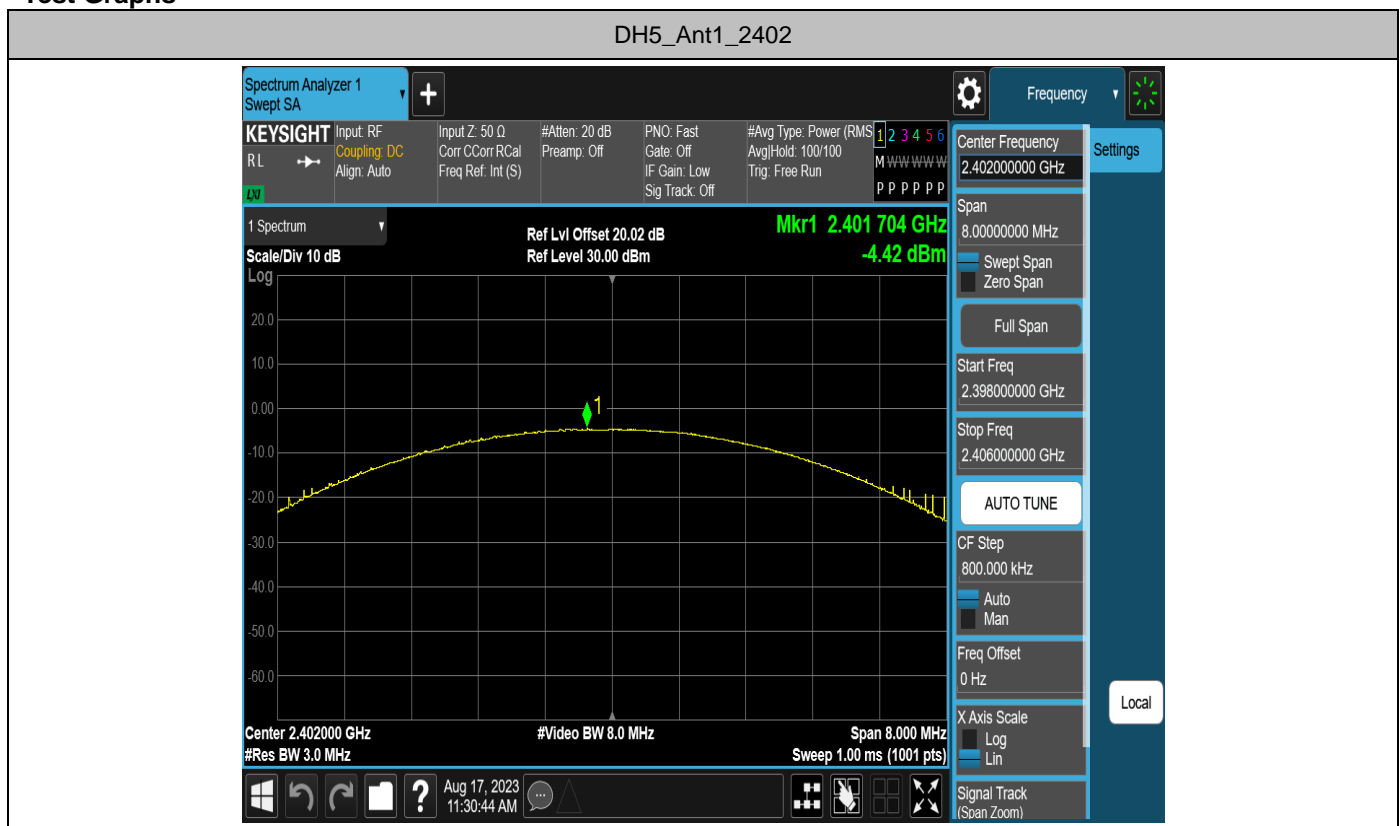 DH5_Ant1_2402
Spectrum Analyzer 1
Swept SA
Frequency
KEYSIGHT
R L
LXI
Input: RF
Coupling: DC
Align: Auto
Input Z: 50 Ω
Corr CCorr RCal
Freq Ref: Int (S)
#Atten: 20 dB
Preamp: Off
PNO: Fast
Gate: Off
IF Gain: Low
Sig Track: Off
#Avg Type: Power (RMS
Avg|Hold: 100/100
Trig: Free Run
1 2 3 4 5 6
M W W W W W
P P P P P P
1 Spectrum
Scale/Div 10 dB
Log
Ref Lvl Offset 20.02 dB
Ref Level 30.00 dBm
Mkr1 2.401 704 GHz
-4.42 dBm
20.0
10.0
0.00
-10.0
-20.0
-30.0
-40.0
-50.0
-60.0
1
Center 2.402000 GHz
#Res BW 3.0 MHz
#Video BW 8.0 MHz
Span 8.000 MHz
Sweep 1.00 ms (1001 pts)
Aug 17, 2023
11:30:44 AM
Center Frequency
2.402000000 GHz
Span
8.00000000 MHz
Swept Span
Zero Span
Full Span
Start Freq
2.398000000 GHz
Stop Freq
2.406000000 GHz
AUTO TUNE
CF Step
800.000 kHz
Auto
Man
Freq Offset
0 Hz
X Axis Scale
Log
Lin
Signal Track
(Span Zoom)
Settings
Local